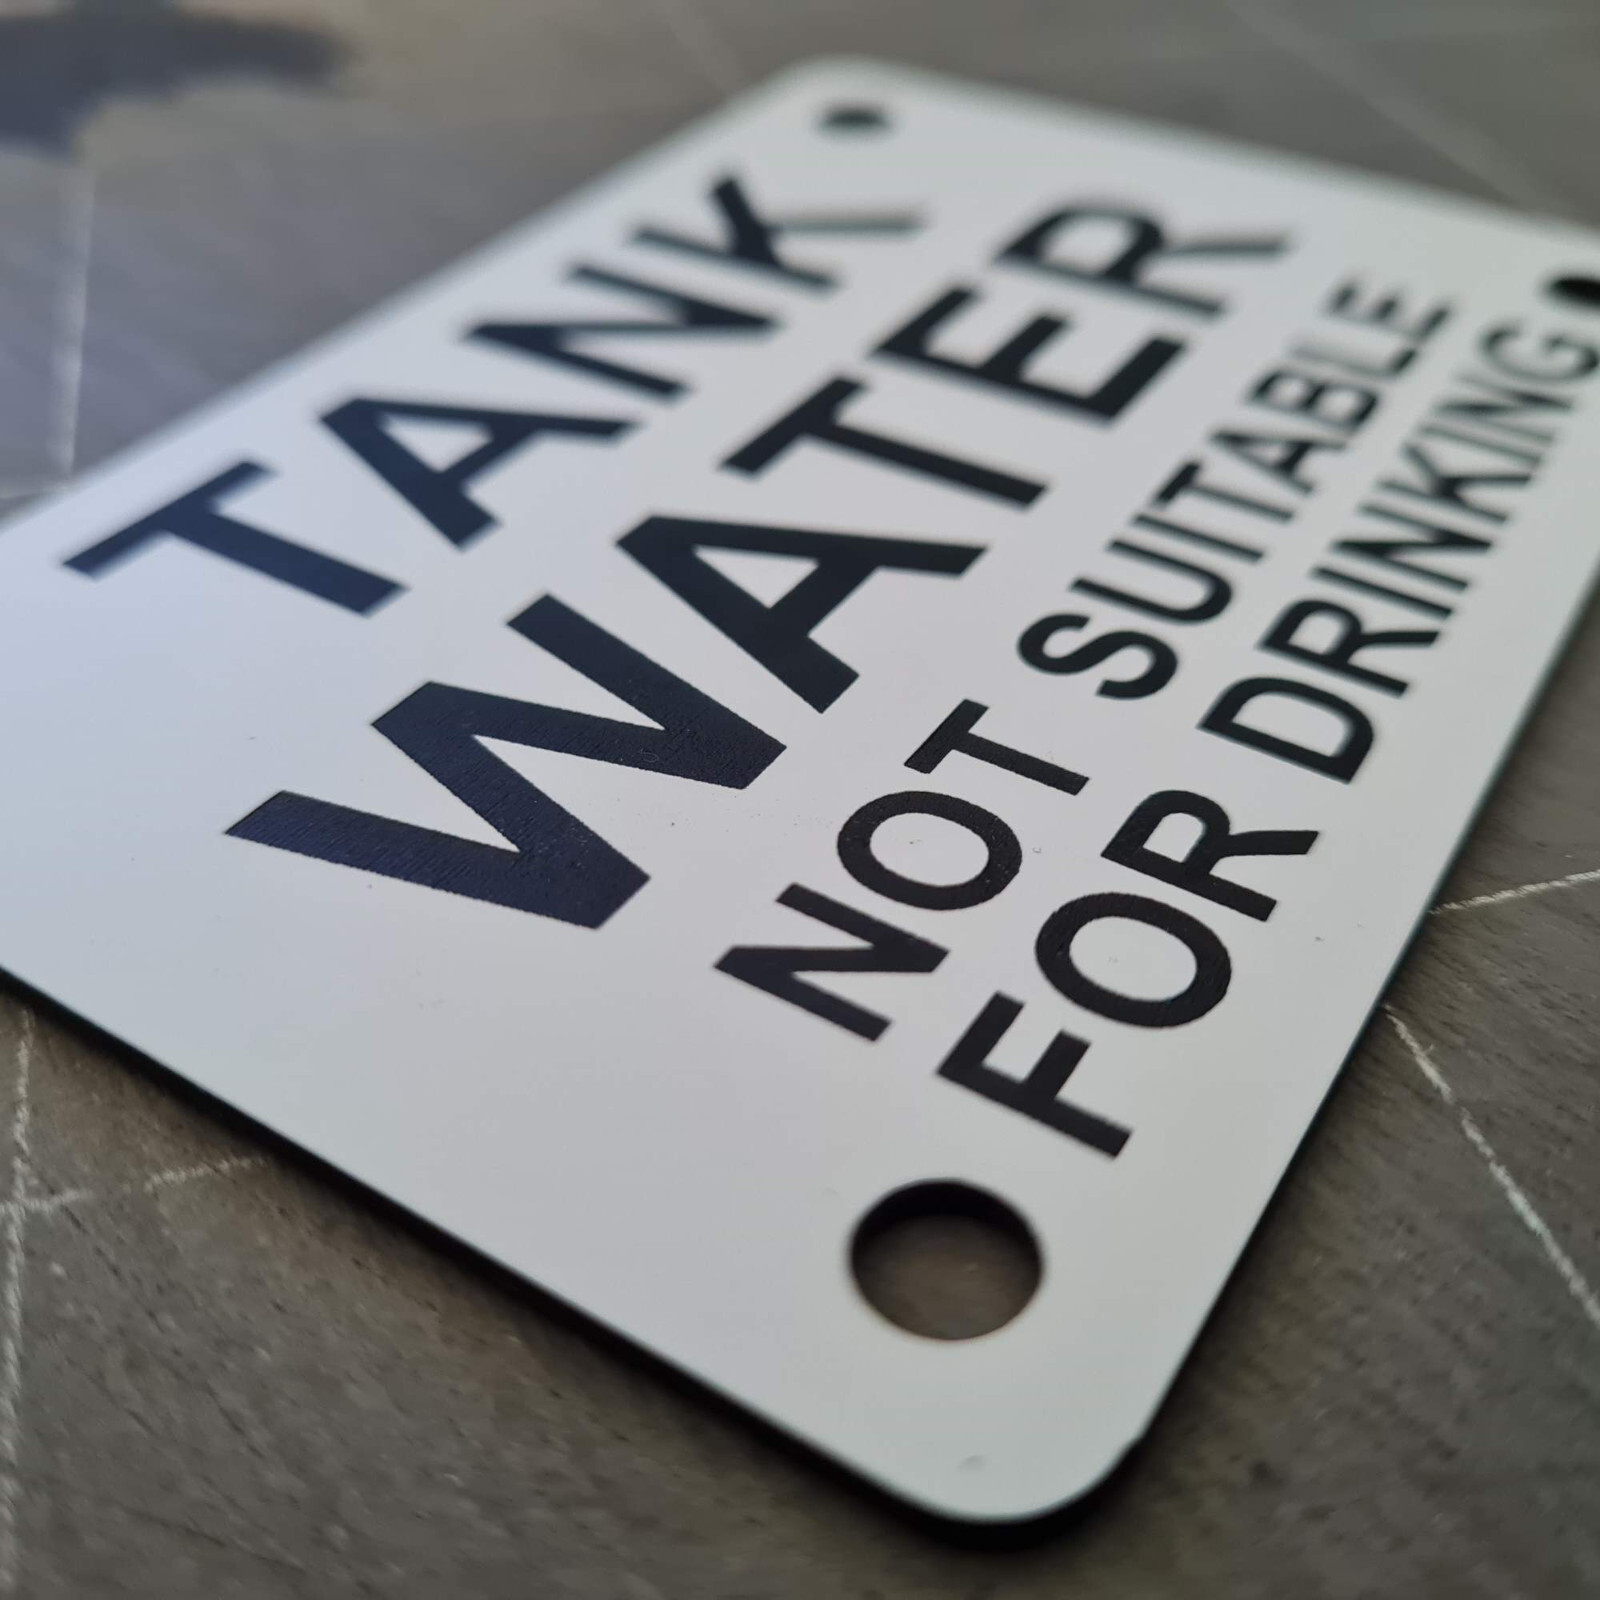 TANK
WATER
NOT SUITABLE
FOR DRINKING